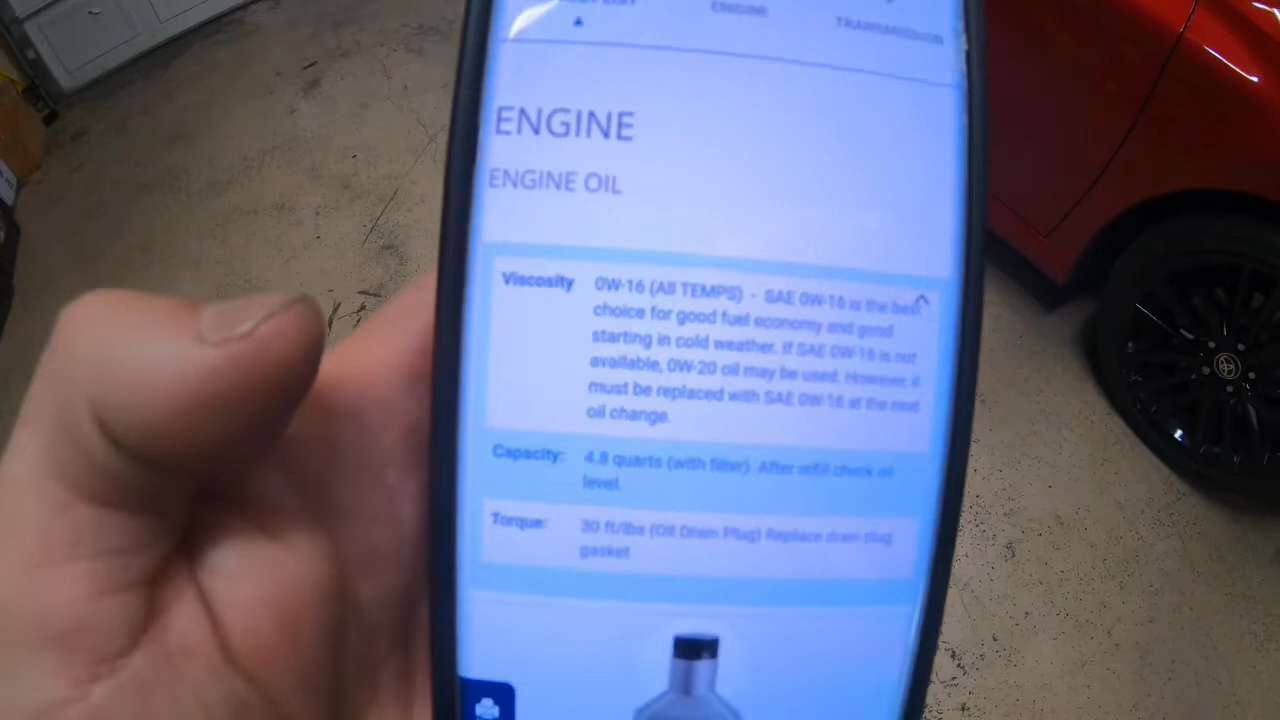 ENGINE
TRANSMISSION
ENGINE
ENGINE OIL
Viscosity
0W-16 (All TEMPS) - SAE 0W-16 is the best
choice for good fuel economy and good
starting in cold weather. If SAE 0W-16 is not
available, 0W-20 oil may be used. However, it
must be replaced with SAE 0W-16 at the next
oil change.
Capacity:
4.8 quarts (with filter) After refill check oil
level.
Torque:
30 ft/lbs (Oil Drain Plug) Replace drain plug
gasket